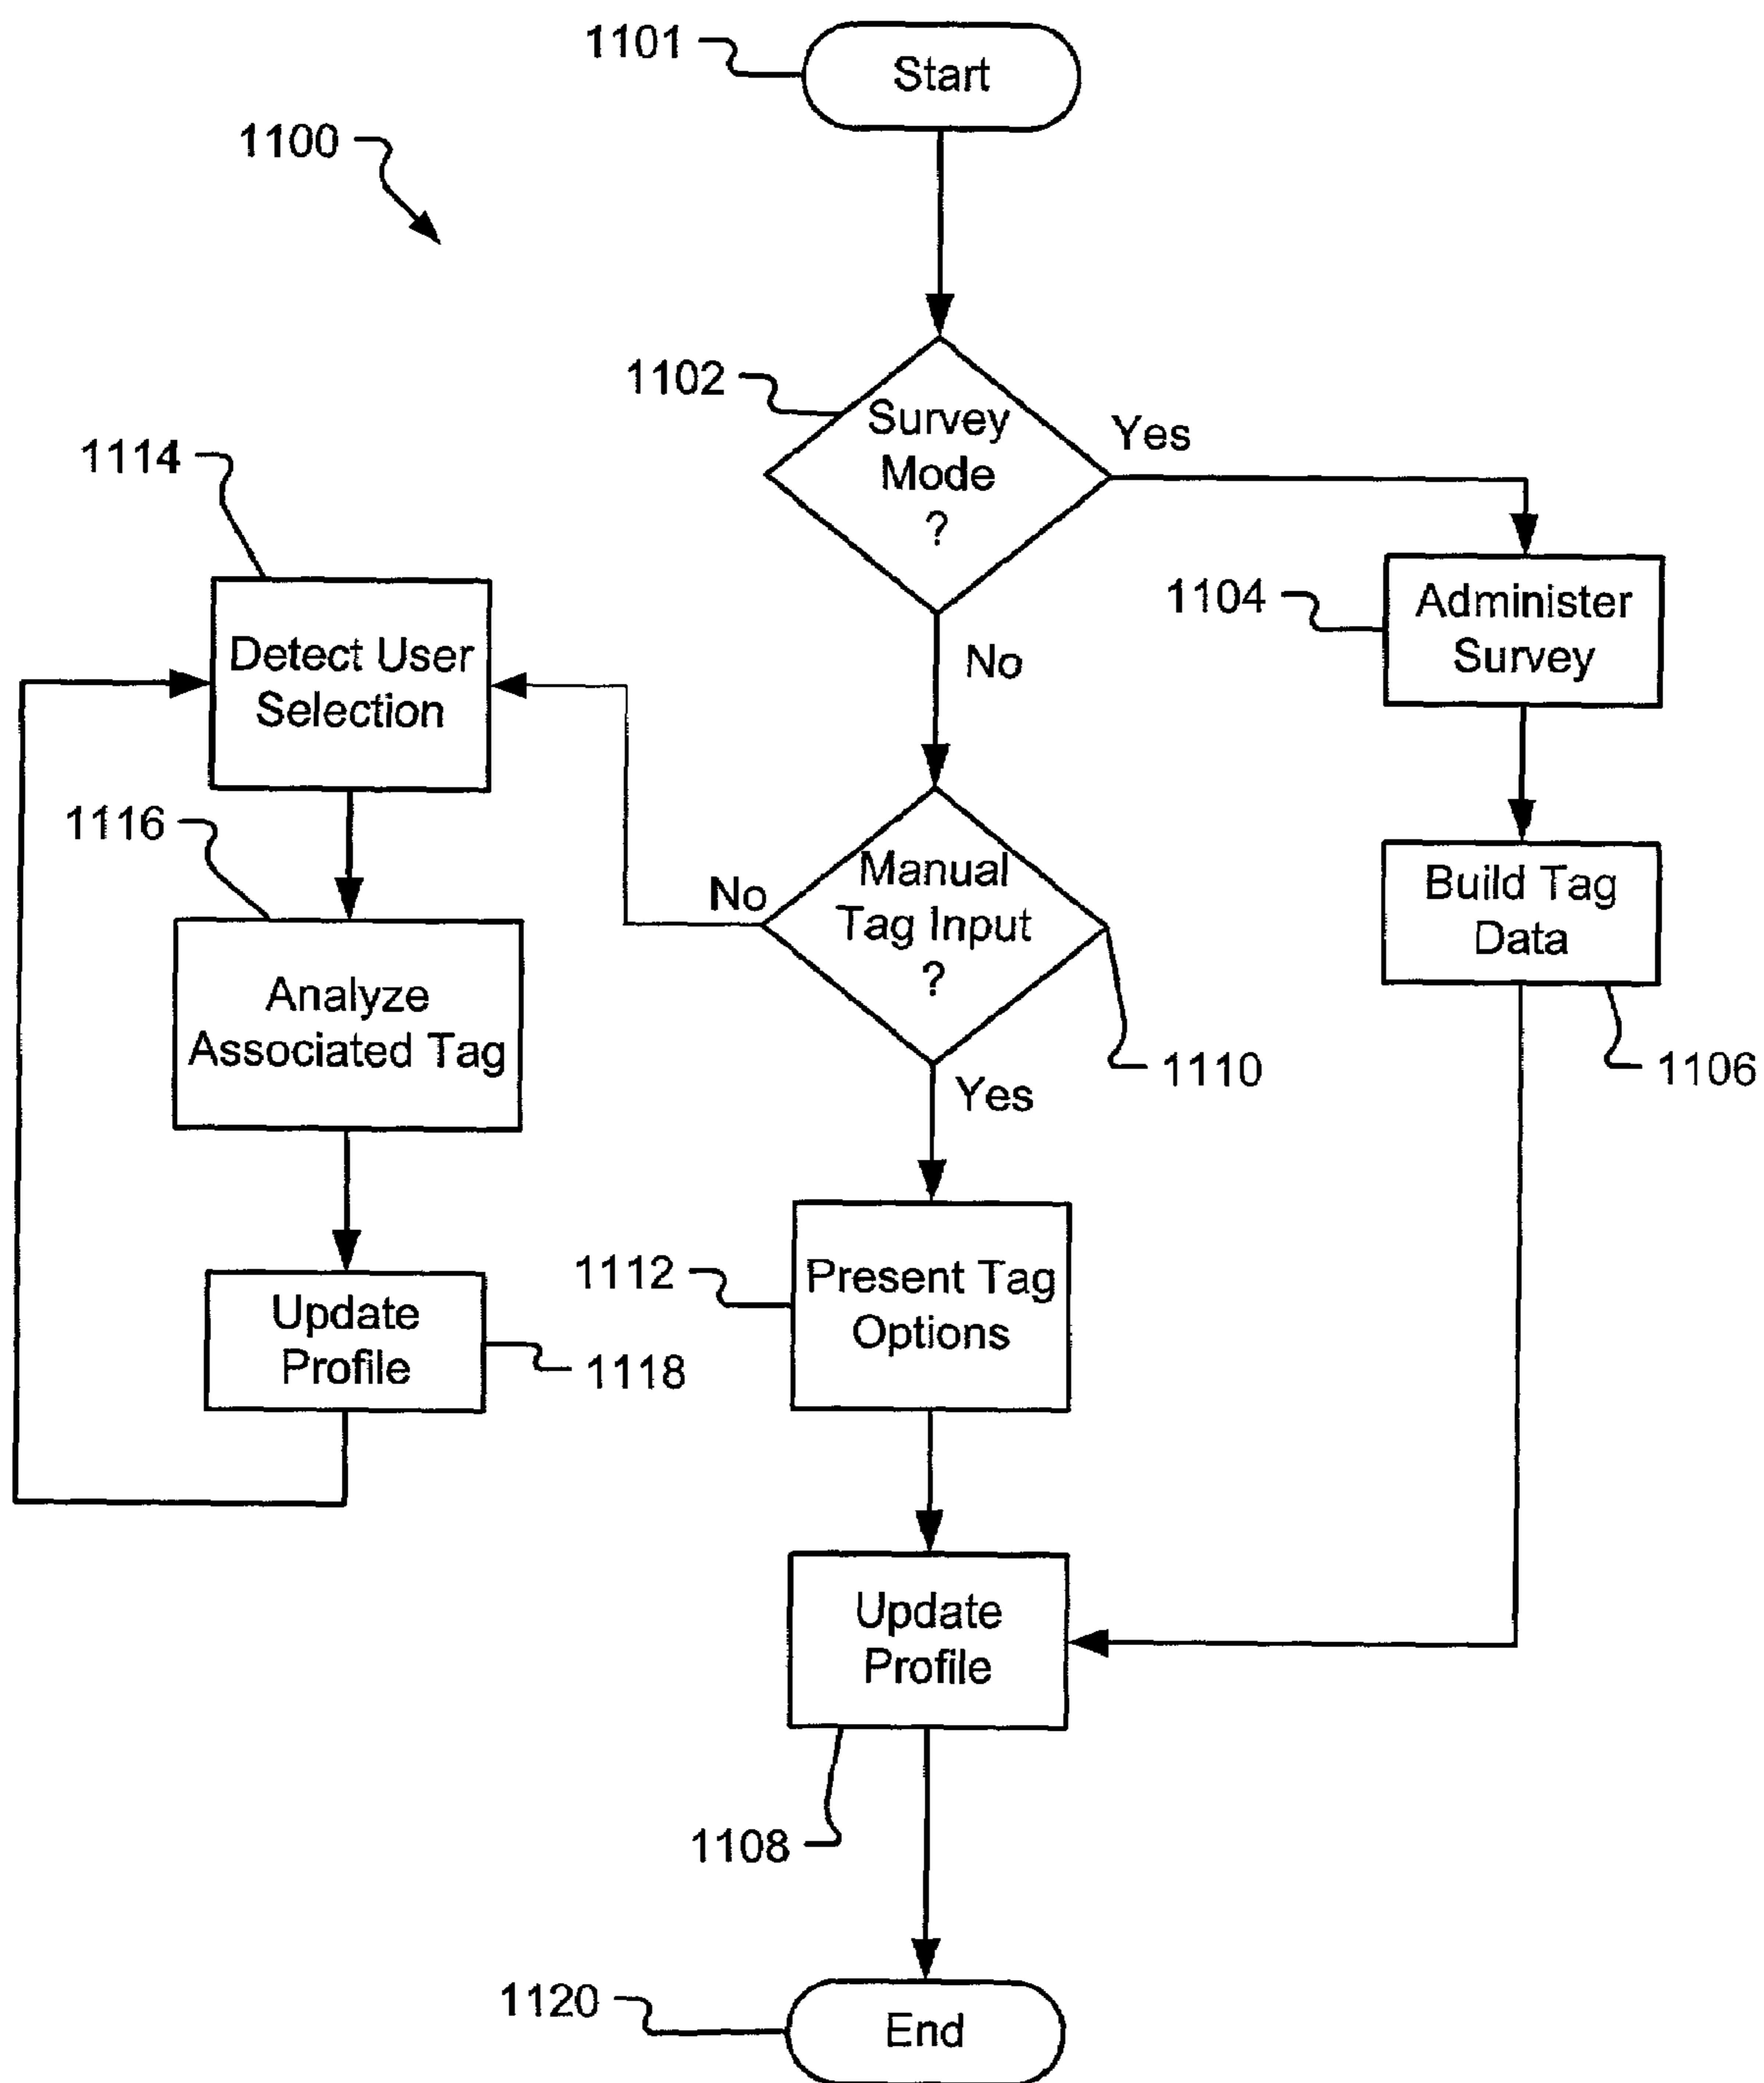 1101
Start
1100
1102
Survey
Mode
?
Yes
1114
1104
Administer
Survey
Detect User
Selection
No
1116
Manual
Tag Input
?
No
Build Tag
Data
Analyze
Associated Tag
1110
1106
Yes
1112
Present Tag
Options
Update
Profile
1118
Update
Profile
1108
1120
End